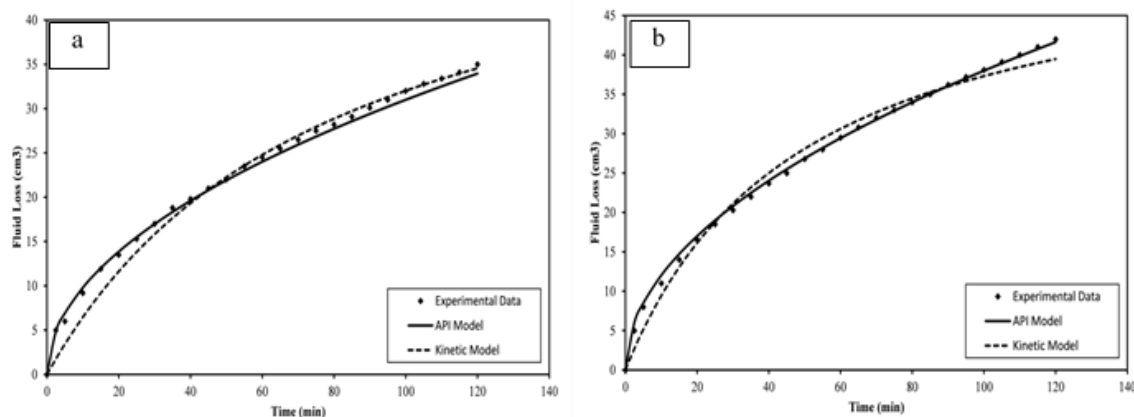 a
40
35
30
25
20
15
10
5
0
Fluid Loss (cm3)
Experimental Data
API Model
Kinetic Model
0 20 40 60 80 100 120 140
Time (min)
b
45
40
35
30
25
20
15
10
5
0
Fluid Loss (cm3)
Experimental Data
API Model
Kinetic Model
0 20 40 60 80 100 120 140
Time (min)